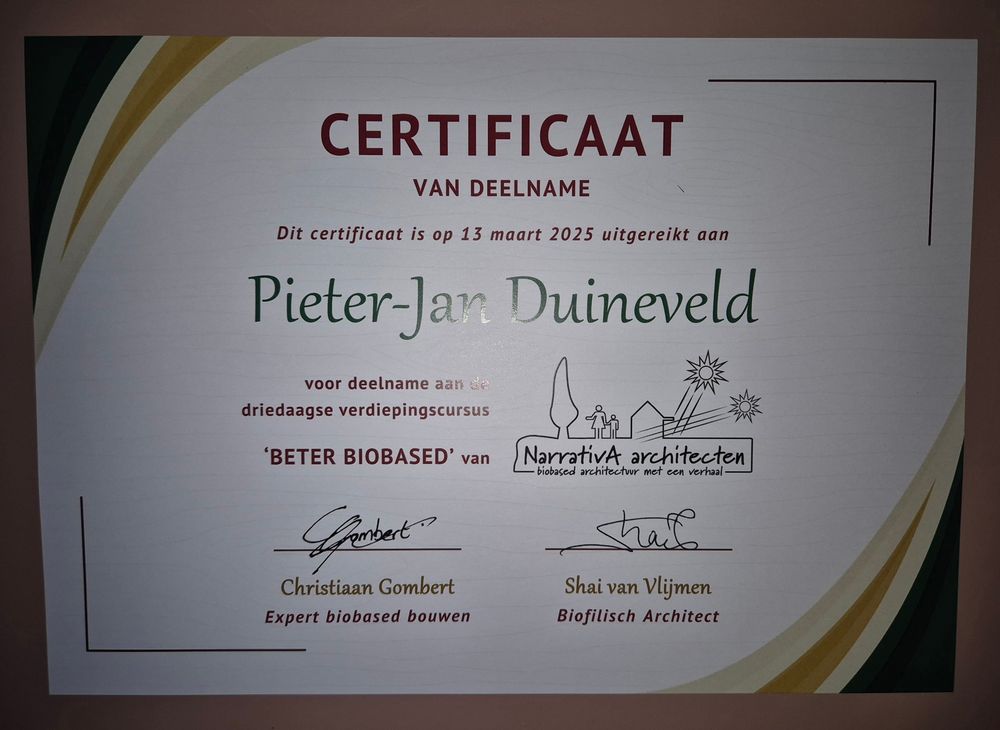 CERTIFICAAT
VAN DEELNAME
Dit certificaat is op 13 maart 2025 uitgereikt aan
Pieter-Jan Duineveld
voor deelname aan de
driedaagse verdiepingscursus
‘BETER BIOBASED’ van
NarrativA architecten
biobased architectuur met een verhaal
Gombert
Shai
Christiaan Gombert
Shai van Vlijmen
Expert biobased bouwen
Biofilisch Architect